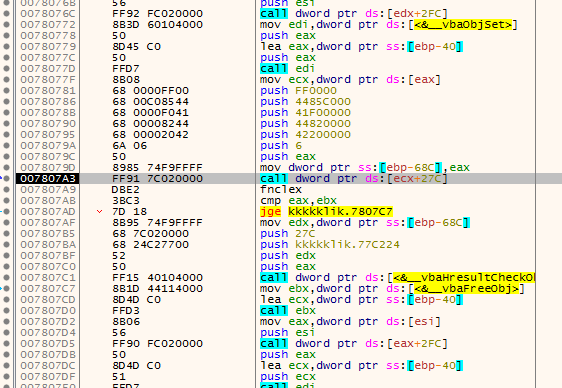 0078076B 56 push esi
0078076C FF92 FC020000 call dword ptr ds:[edx+2FC]
00780772 8B3D 60104000 mov edi,dword ptr ds:[<&__vbaObjSet>]
00780778 50 push eax
00780779 8D45 C0 lea eax,dword ptr ss:[ebp-40]
0078077C 50 push eax
0078077D FFD7 call edi
0078077F 8B08 mov ecx,dword ptr ds:[eax]
00780781 68 0000FF00 push FF0000
00780786 68 00C08544 push 4485C000
0078078B 68 0000F041 push 41F00000
00780790 68 00008244 push 44820000
00780795 68 00002042 push 42200000
0078079A 6A 06 push 6
0078079C 50 push eax
0078079D 8985 74F9FFFF mov dword ptr ss:[ebp-68C],eax
007807A3 FF91 7C020000 call dword ptr ds:[ecx+27C]
007807A9 DBE2 fnclex
007807AB 3BC3 cmp eax,ebx
007807AD 7D 18 jge kkkkklik.7807C7
007807AF 8B95 74F9FFFF mov edx,dword ptr ss:[ebp-68C]
007807B5 68 7C020000 push 27C
007807BA 68 24C27700 push kkkkklik.77C224
007807BF 52 push edx
007807C0 50 push eax
007807C1 FF15 40104000 call dword ptr ds:[<&__vbaHresultCheckOb
007807C7 8B1D 44114000 mov ebx,dword ptr ds:[<&__vbaFreeObj>]
007807CD 8D4D C0 lea ecx,dword ptr ss:[ebp-40]
007807D0 FFD3 call ebx
007807D2 8B06 mov eax,dword ptr ds:[esi]
007807D4 56 push esi
007807D5 FF90 FC020000 call dword ptr ds:[eax+2FC]
007807DB 50 push eax
007807DC 8D4D C0 lea ecx,dword ptr ss:[ebp-40]
007807DF 51 push ecx